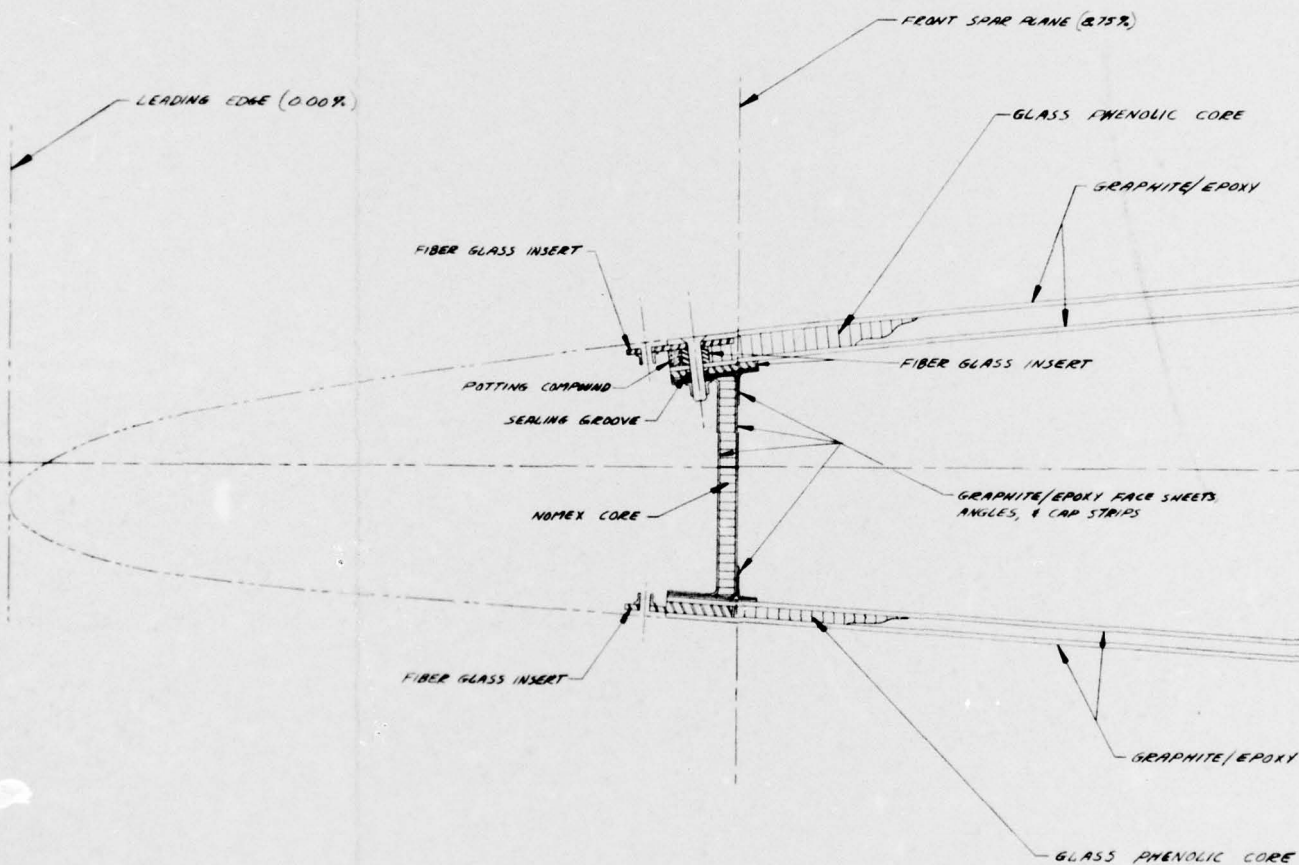 FRONT SPAR PLANE (8.75%)
LEADING EDGE (0.00%)
GLASS PHENOLIC CORE
GRAPHITE/EPOXY
FIBER GLASS INSERT
FIBER GLASS INSERT
POTTING COMPOUND
SEALING GROOVE
GRAPHITE/EPOXY FACE SHEETS,
ANGLES, & CAP STRIPS
NOMEX CORE
FIBER GLASS INSERT
GRAPHITE/EPOXY
GLASS PHENOLIC CORE